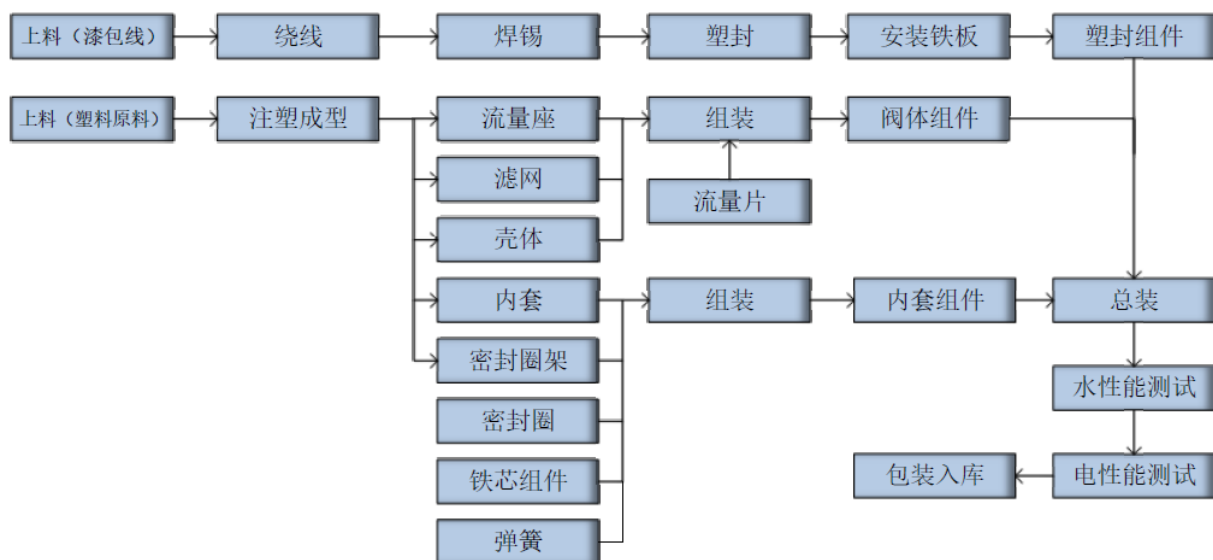 上料（漆包线）
绕线
焊锡
塑封
安装铁板
塑封组件
上料（塑料原料）
注塑成型
流量座
组装
阀体组件
滤网
流量片
壳体
内套
组装
内套组件
总装
密封圈架
水性能测试
密封圈
铁芯组件
包装入库
电性能测试
弹簧